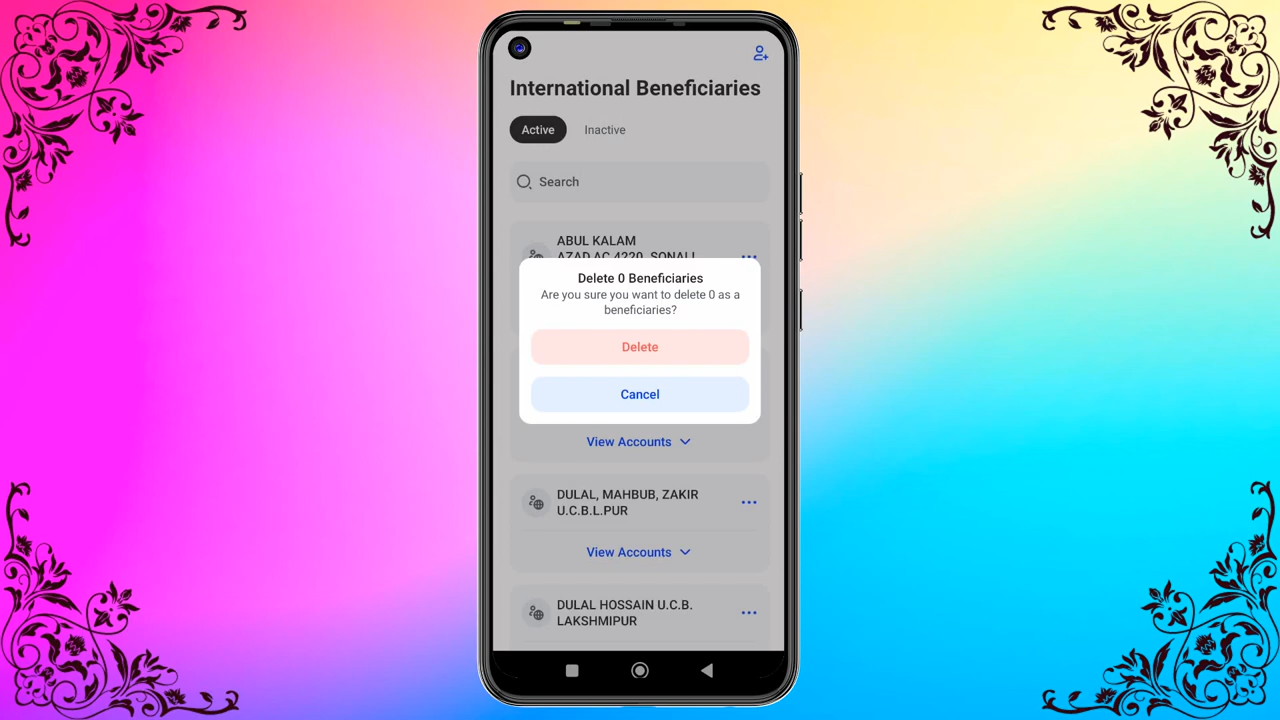 International Beneficiaries
Active
Inactive
Search
ABUL KALAM
AZAD AC 4220, SONALI
Delete 0 Beneficiaries
Are you sure you want to delete 0 as a
beneficiaries?
Delete
Cancel
View Accounts
DULAL, MAHBUB, ZAKIR
U.C.B.L.PUR
View Accounts
DULAL HOSSAIN U.C.B.
LAKSHMIPUR